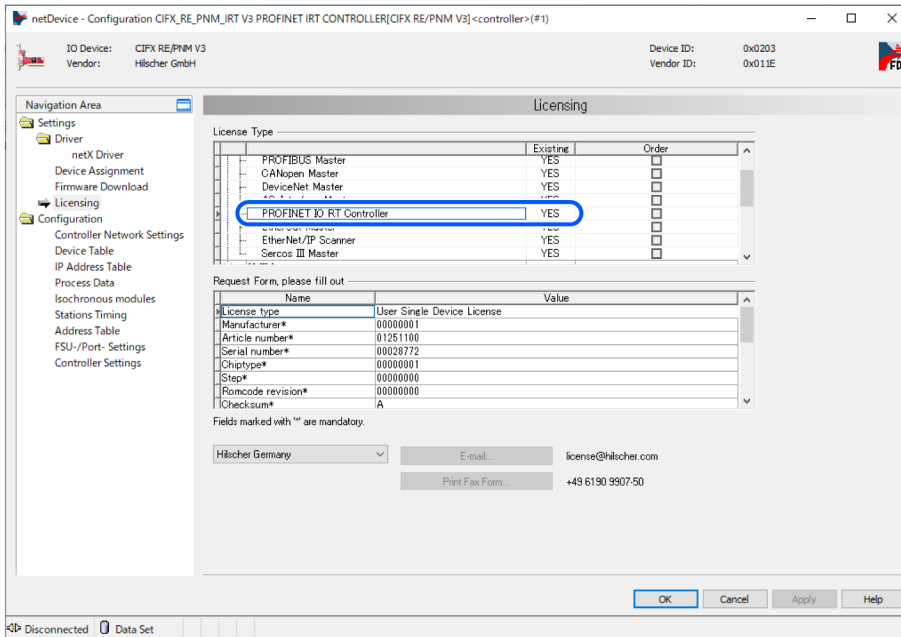 netDevice - Configuration CIFX_RE_PNM_IRT V3 PROFINET IRT CONTROLLER[CIFX RE/PNM V3]<controller>(#1)
IO Device: CIFX RE/PNM V3 Device ID: 0x0203
Vendor: Hilscher GmbH Vendor ID: 0x011E
FD
Navigation Area
Settings
Driver
netX Driver
Device Assignment
Firmware Download
Licensing
Configuration
Controller Network Settings
Device Table
IP Address Table
Process Data
Isochronous modules
Stations Timing
Address Table
FSU-/Port- Settings
Controller Settings
Licensing
License Type
Existing Order
PROFIBUS Master YES
CANopen Master YES
DeviceNet Master YES
PROFINET IO RT Controller YES
EtherNet/IP Scanner YES
Sercos III Master YES
Request Form, please fill out
Name Value
License type User Single Device License
Manufacturer* 00000001
Article number* 01251100
Serial number* 00028772
Chiptype* 00000001
Step* 00000000
Romcode revision* 00000000
Checksum* A
Fields marked with '*' are mandatory.
Hilscher Germany E-mail... license@hilscher.com
Print Fax Form... +49 6190 9907-50
OK Cancel Apply Help
Disconnected Data Set